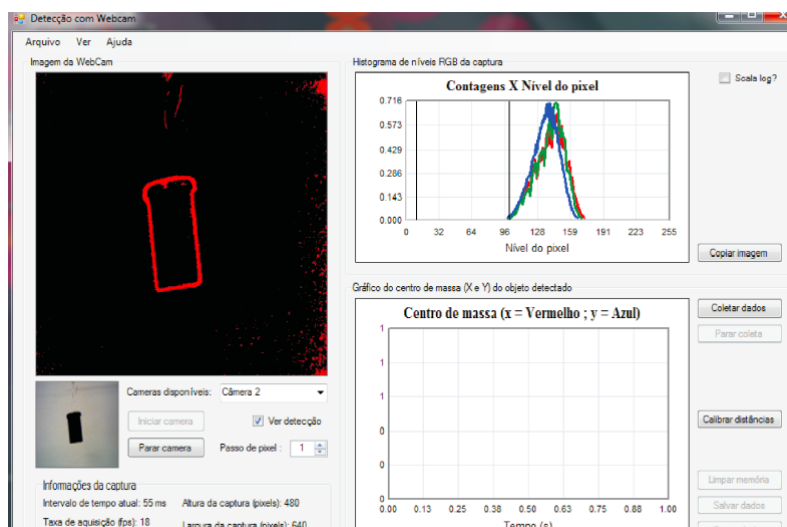 Detecção com Webcam
Arquivo Ver Ajuda
Imagem da WebCam
Histograma de níveis RGB da captura
Contagens X Nível do pixel
Scala log?
0.716
0.573
0.429
0.286
0.143
0.000
0 32 64 96 128 159 191 223 255
Nível do pixel
Copiar imagem
Gráfico do centro de massa (X e Y) do objeto detectado
Centro de massa (x = Vermelho ; y = Azul)
Coletar dados
Parar coleta
1
1
1
0
0
0
0.00 0.13 0.25 0.38 0.50 0.63 0.75 0.88 1.00
Tempo (s)
Calibrar distâncias
Limpar memória
Salvar dados
Cameras disponíveis: Câmera 2
Iniciar camera
Ver detecção
Parar camera
Passo de pixel : 1
Informações da captura
Intervalo de tempo atual: 55 ms Altura da captura (pixels): 480
Taxa de aquisição (fps): 18 Largura da captura (pixels): 640